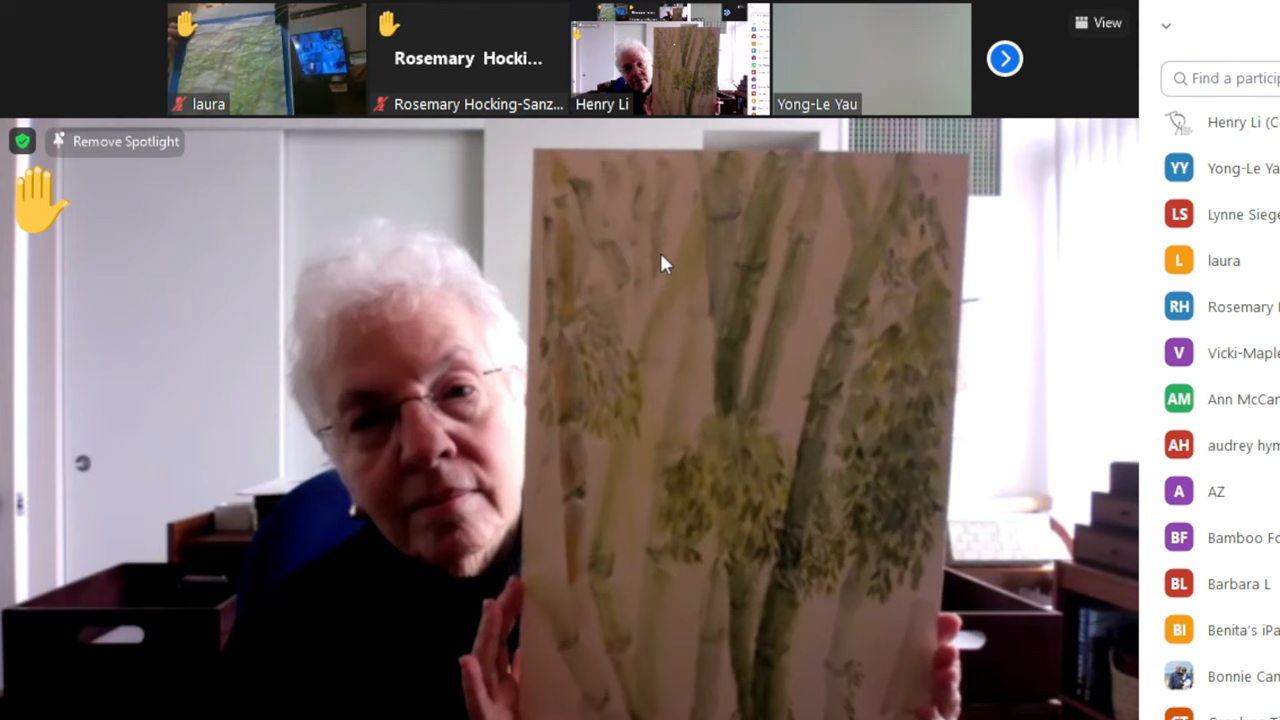 Rosemary Hocki...
View
laura
Rosemary Hocking-Sanz...
Henry Li
Yong-Le Yau
Find a particip
Remove Spotlight
Henry Li (C
YY Yong-Le Ya
LS Lynne Siege
L laura
RH Rosemary
V Vicki-Maple
AM Ann McCar
AH audrey hym
A AZ
BF Bamboo Fo
BL Barbara L
BI Benita's iPa
Bonnie Can